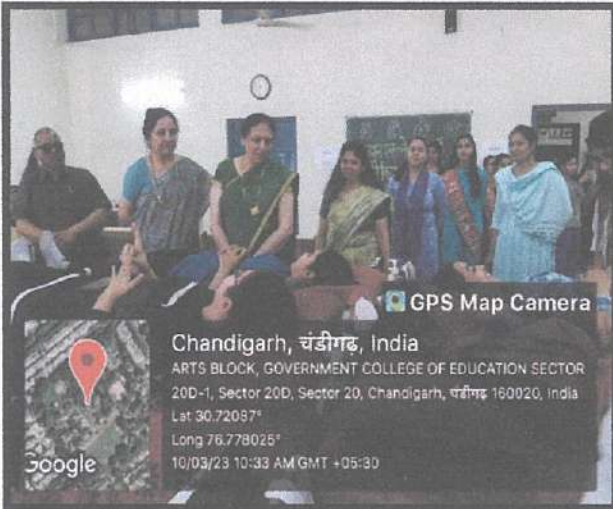 GPS Map Camera
Chandigarh, चंडीगढ, India
ARTS BLOCK, GOVERNMENT COLLEGE OF EDUCATION SECTOR
20D-1, Sector 20D, Sector 20, Chandigarh, चंडीगढ 160020, India
Lat 30.72087°
Long 76.778025°
10/03/23 10:33 AM GMT +05:30
Google